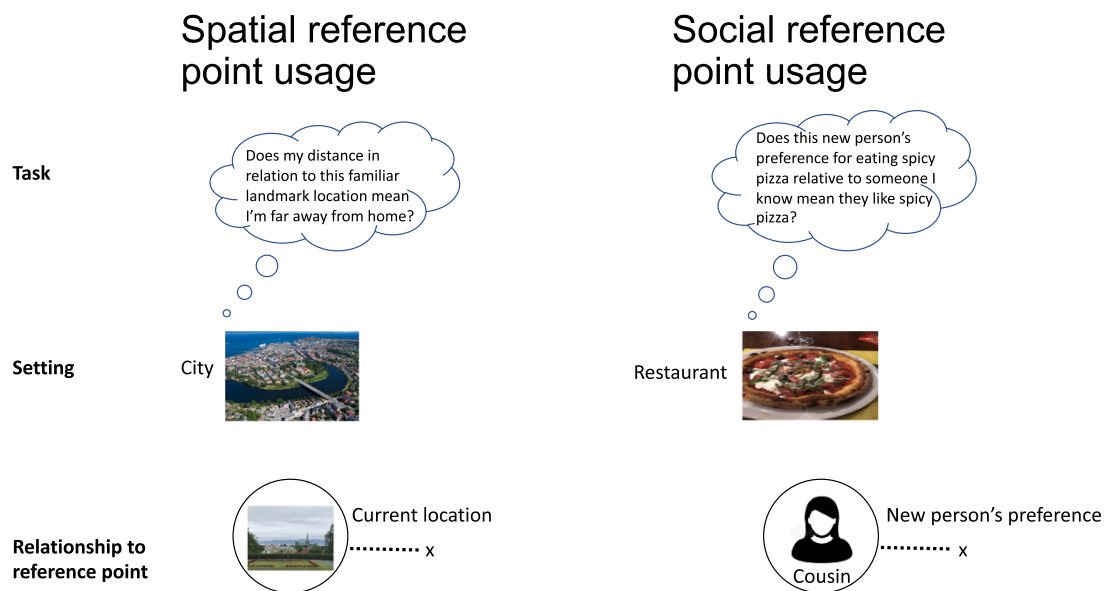 Spatial reference
point usage
Social reference
point usage
Task
Does my distance in
relation to this familiar
landmark location mean
I'm far away from home?
Does this new person's
preference for eating spicy
pizza relative to someone I
know mean they like spicy
pizza?
Setting
City
Restaurant
Relationship to
reference point
Current location
x
New person's preference
x
Cousin